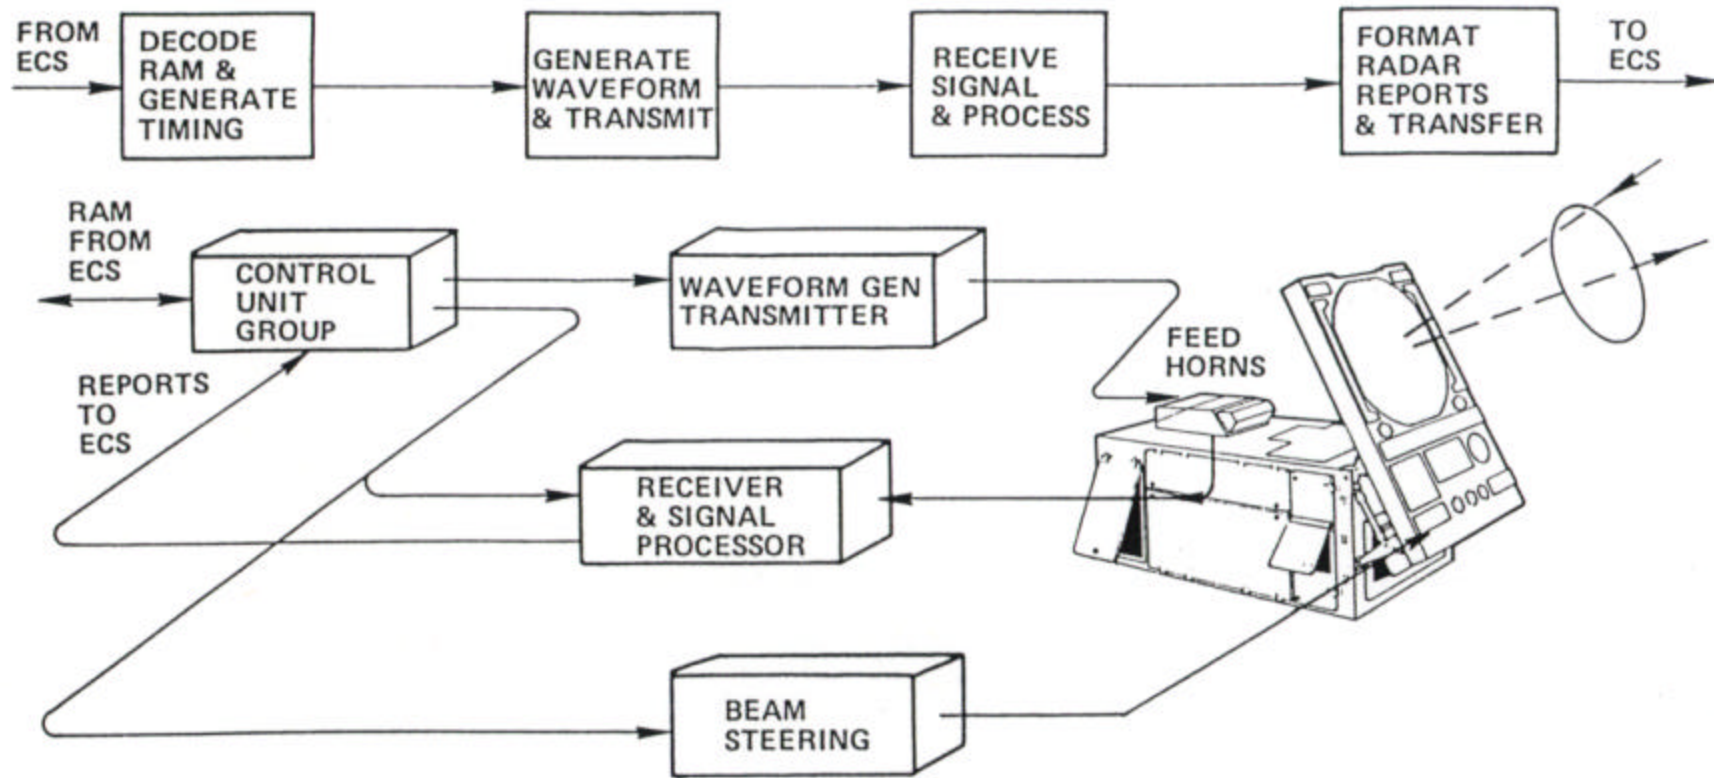 FROM
ECS
DECODE
RAM &
GENERATE
TIMING
GENERATE
WAVEFORM
& TRANSMIT
RECEIVE
SIGNAL
& PROCESS
FORMAT
RADAR
REPORTS
& TRANSFER
TO
ECS
RAM
FROM
ECS
CONTROL
UNIT
GROUP
WAVEFORM GEN
TRANSMITTER
FEED
HORNS
REPORTS
TO
ECS
RECEIVER
& SIGNAL
PROCESSOR
BEAM
STEERING